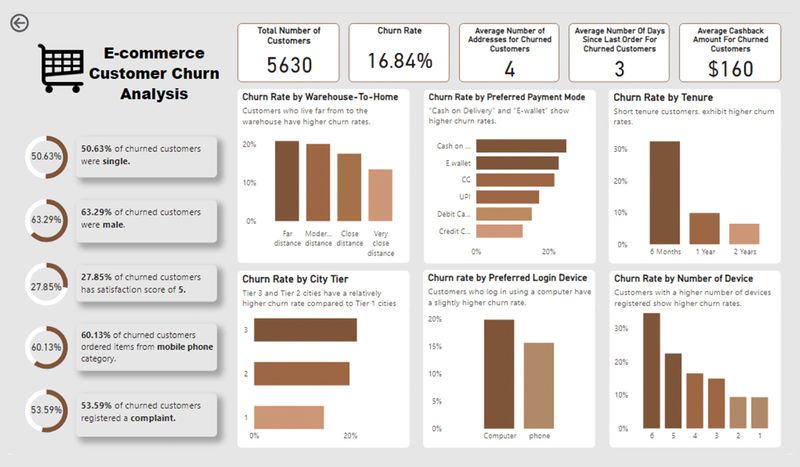 E-commerce
Customer Churn
Analysis
50.63%
50.63% of churned customers
were single.
63.29%
63.29% of churned customers
were male.
27.85%
27.85% of churned customers
has satisfaction score of 5.
60.13%
60.13% of churned customers
ordered items from mobile phone
category.
53.59%
53.59% of churned customers
registered a complaint.
Total Number of
Customers
5630
Churn Rate
16.84%
Average Number of
Addresses for Churned
Customers
4
Average Number Of Days
Since Last Order For
Churned Customers
3
Average Cashback
Amount For Churned
Customers
$160
Churn Rate by Warehouse-To-Home
Customers who live far from to the
warehouse have higher churn rates.
20%
10%
0%
Far
distance
Moder...
distance
Close
distance
Very
close
distance
Churn Rate by Preferred Payment Mode
"Cash on Delivery" and "E-wallet" show
higher churn rates.
Cash on ...
E wallet
CC
UPI
Debit Ca...
Credit C...
0%
20%
Churn Rate by Tenure
Short tenure customers, exhibit higher churn
rates.
30%
20%
10%
0%
6 Months
1 Year
2 Years
Churn Rate by City Tier
Tier 3 and Tier 2 cities have a relatively
higher churn rate compared to Tier 1 cities
3
2
1
0%
20%
Churn rate by Preferred Login Device
Customers who log in using a computer have
a slightly higher churn rate.
20%
15%
10%
5%
0%
Computer
phone
Churn Rate by Number of Device
Customers with a higher number of devices
registered show higher churn rates.
30%
20%
10%
0%
6
5
4
3
2
1